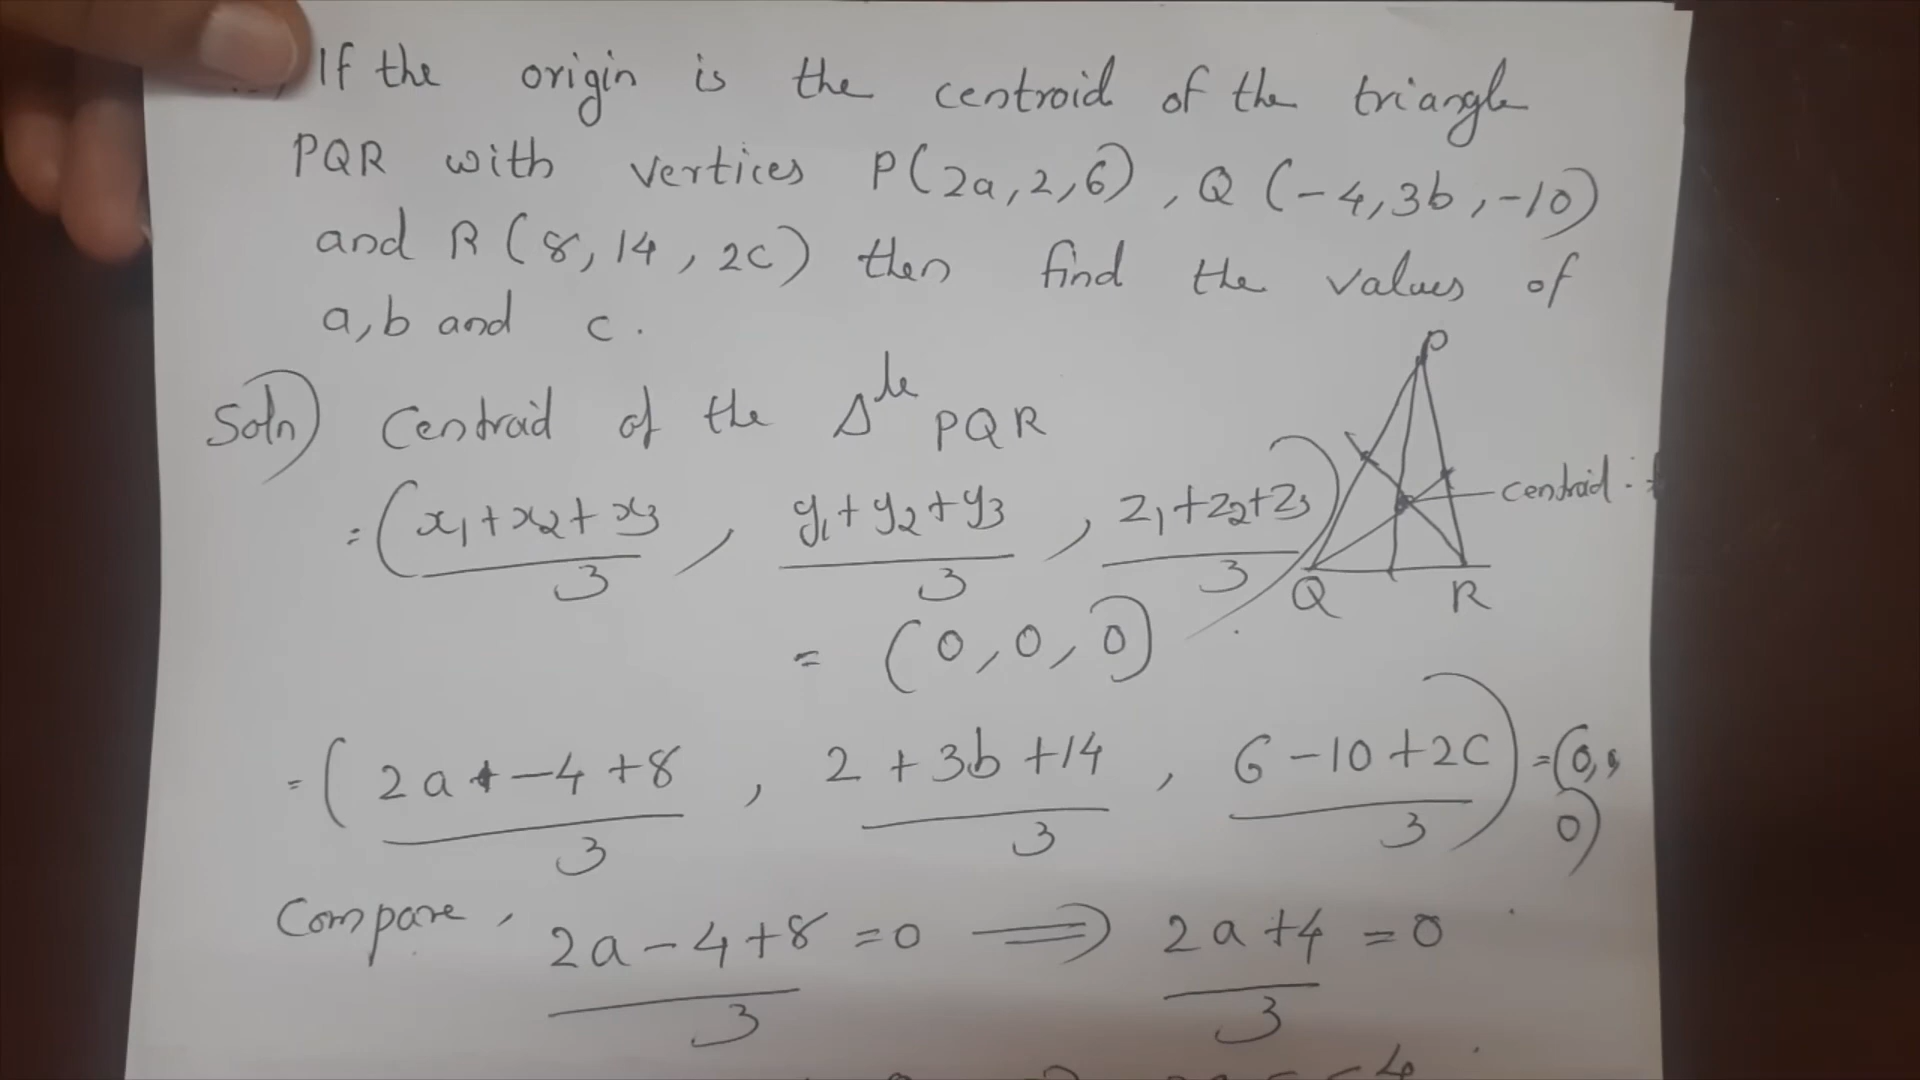 If the origin is the centroid of the triangle
PQR with vertices P(2a,2,6), Q(-4,3b,-10)
and R(8,14,2c) then find the values of
a,b and c.
P
Soln) Centroid of the Δle PQR
= (x1+x2+x3/3, y1+y2+y3/3, z1+z2+z3/3)
centroid.
Q R
= (0,0,0)
= (2a+-4+8/3, 2+3b+14/3, 6-10+2c/3) = (0,, 0)
Compare, 2a-4+8/3 =0 ⟹ 2a+4/3 =0